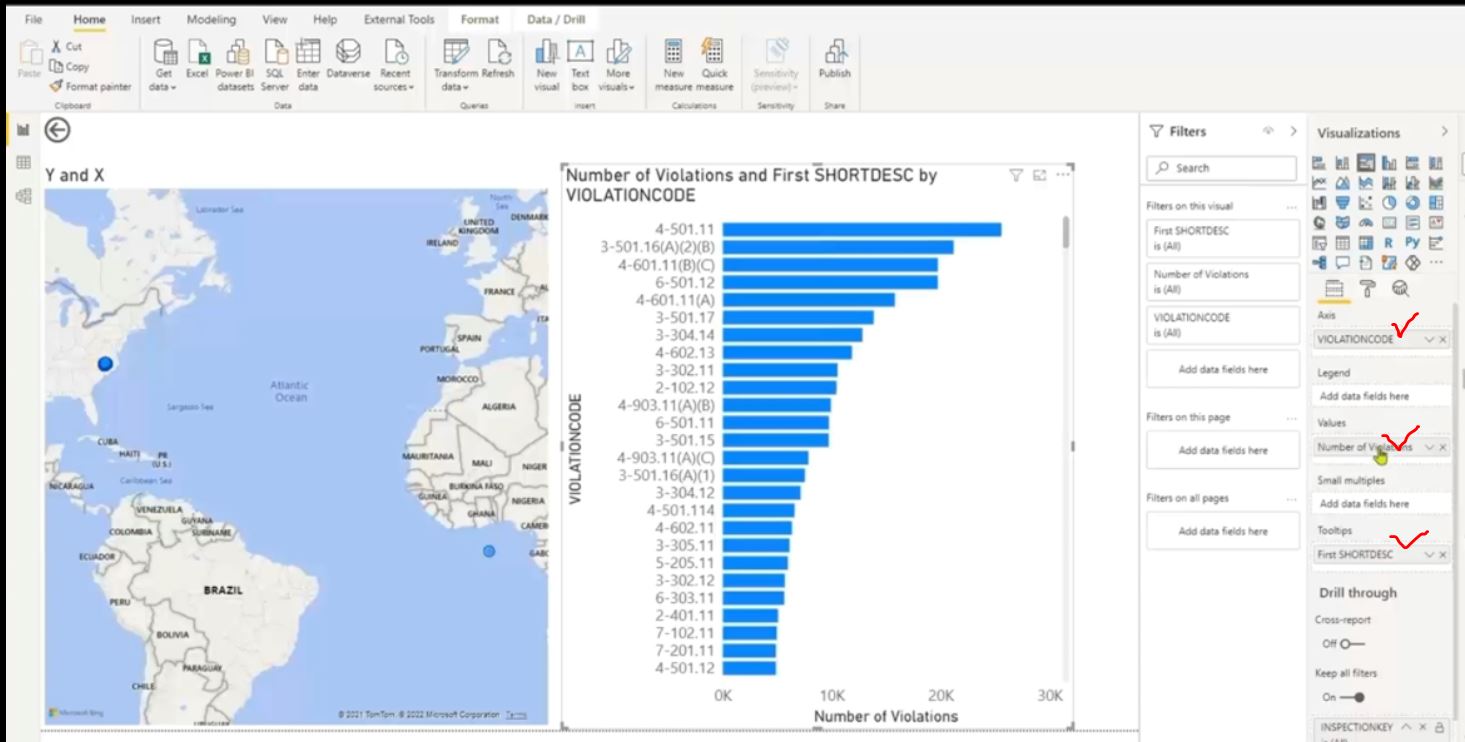 File Home Insert Modeling View Help External Tools Format Data / Drill
Paste
Cut
Copy
Format painter
Clipboard
Get data
Excel
Power BI datasets
SQL Server
Enter data
Dataverse
Recent sources
Data
Transform data
Refresh
Queries
New visual
Text box
More visuals
Insert
New measure
Quick measure
Calculations
Sensitivity (preview)
Sensitivity
Publish
Share
Y and X
Labrador Sea
North Sea
UNITED KINGDOM
DENMARK
IRELAND
FRANCE
ITA
SPAIN
PORTUGAL
Atlantic Ocean
Sargasso Sea
MOROCCO
ALGERIA
CUBA
HAITI
PR (U.S.)
Caribbean Sea
NICARAGUA
MAURITANIA
MALI
NIGER
BURKINA FASO
GUINEA
NIGERIA
GHANA
CAMER
GABO
VENEZUELA
GUYANA
SURINAME
COLOMBIA
ECUADOR
BRAZIL
PERU
BOLIVIA
PARAGUAY
CHILE
URUGUAY
Microsoft Bing
© 2021 TomTom, © 2022 Microsoft Corporation Terms
Number of Violations and First SHORTDESC by
VIOLATIONCODE
VIOLATIONCODE
4-501.11
3-501.16(A)(2)(B)
4-601.11(B)(C)
6-501.12
4-601.11(A)
3-501.17
3-304.14
4-602.13
3-302.11
2-102.12
4-903.11(A)(B)
6-501.11
3-501.15
4-903.11(A)(C)
3-501.16(A)(1)
3-304.12
4-501.114
4-602.11
3-305.11
5-205.11
3-302.12
6-303.11
2-401.11
7-102.11
7-201.11
4-501.12
0K 10K 20K 30K
Number of Violations
Filters
Search
Filters on this visual
First SHORTDESC
is (All)
Number of Violations
is (All)
VIOLATIONCODE
is (All)
Add data fields here
Filters on this page
Add data fields here
Filters on all pages
Add data fields here
Visualizations
R Py
Axis
VIOLATIONCODE
Legend
Add data fields here
Values
Number of Violations
Small multiples
Add data fields here
Tooltips
First SHORTDESC
Drill through
Cross-report
Off
Keep all filters
On
INSPECTIONKEY